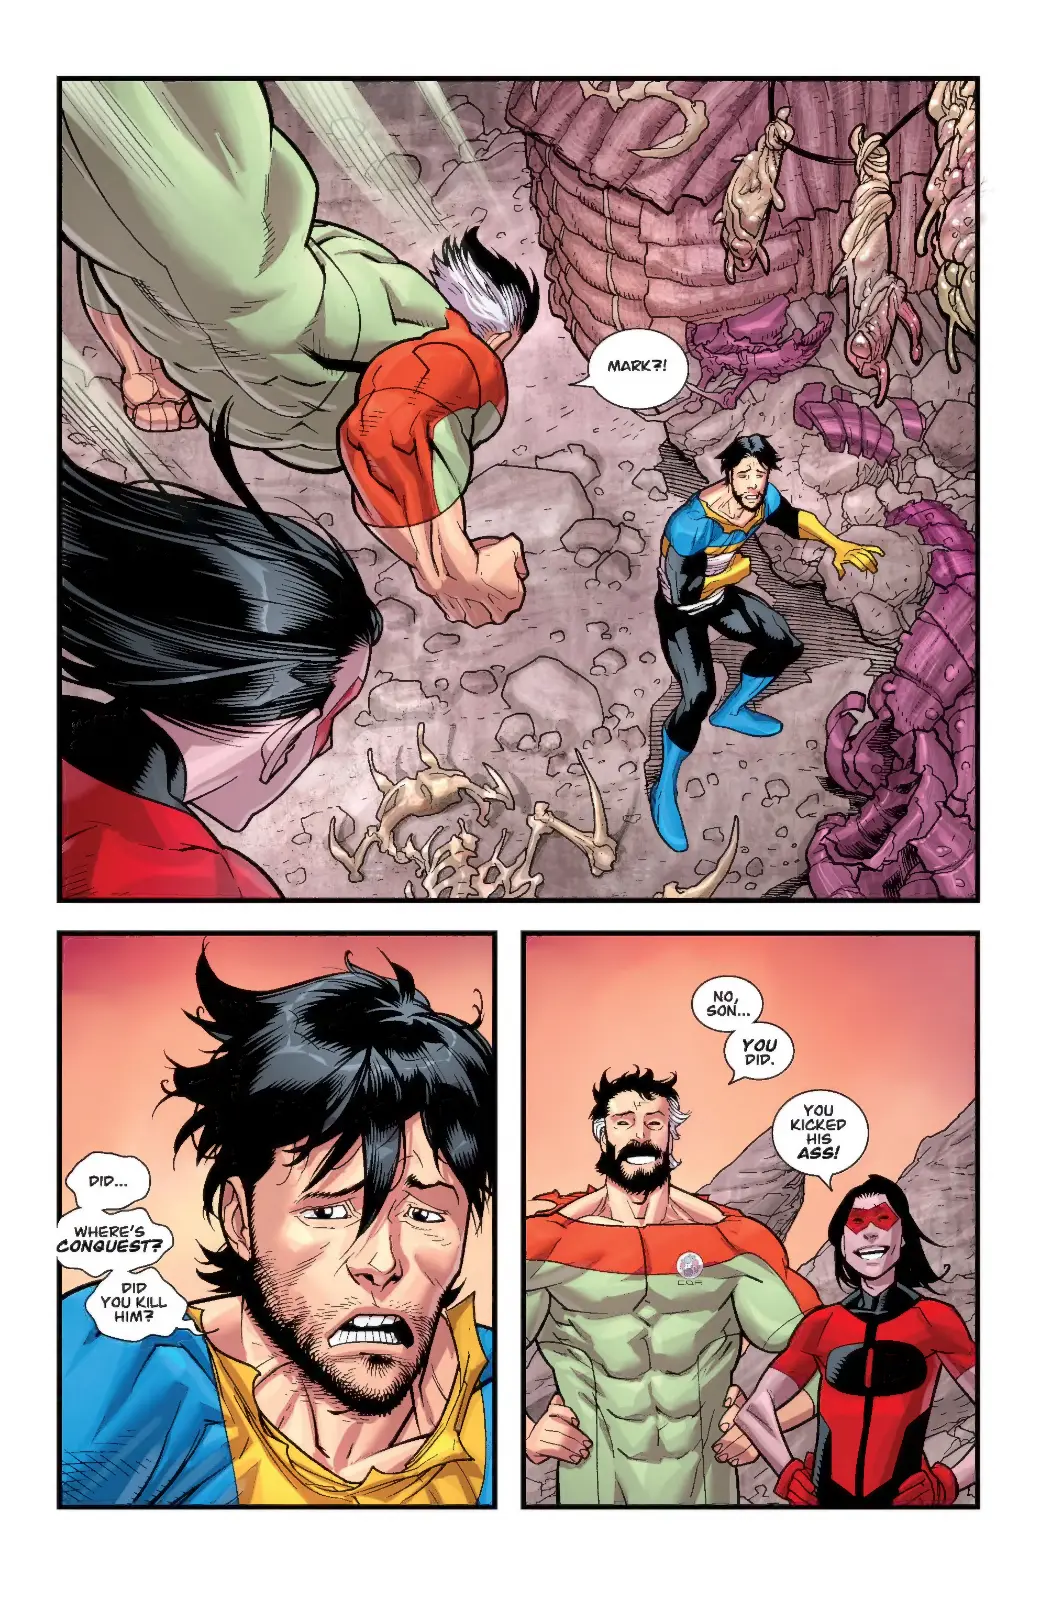 MARK?!
DID...
WHERE'S
CONQUEST?
DID
YOU KILL
HIM?
NO,
SON...
YOU
DID.
YOU
KICKED
HIS
ASS!